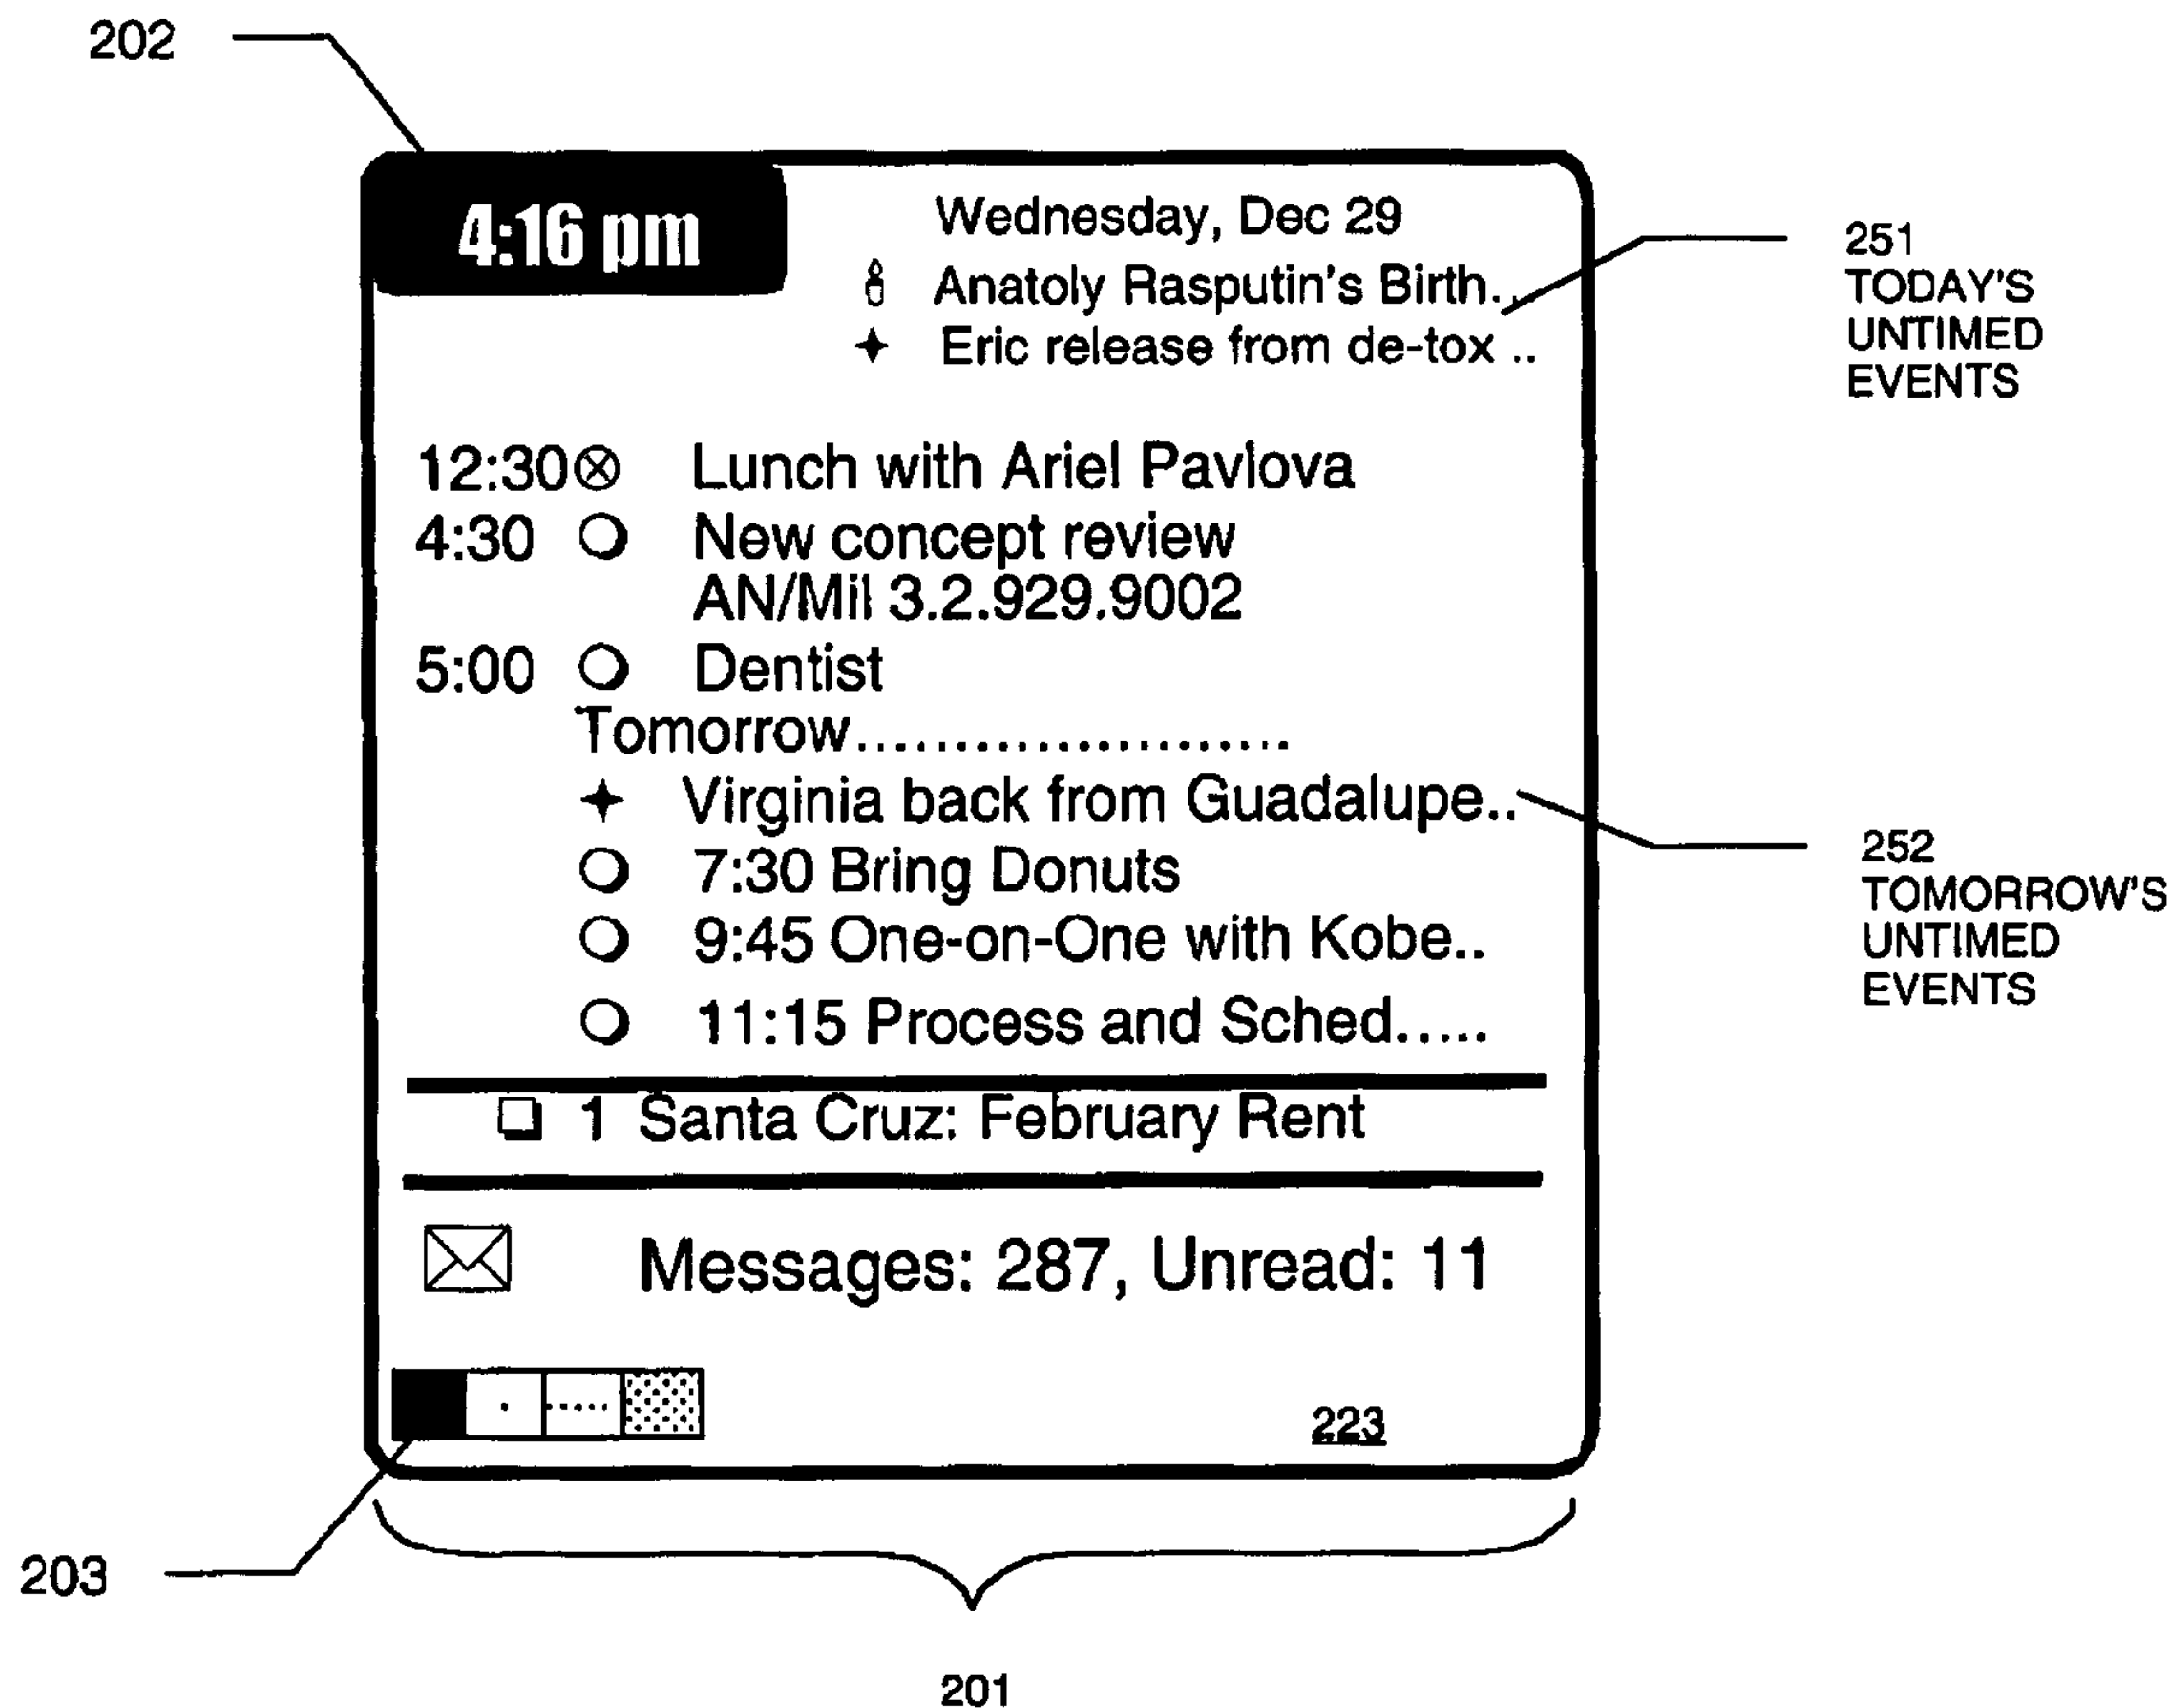 202
4:16 pm
Wednesday, Dec 29
Anatoly Rasputin's Birth..
Eric release from de-tox ..
251
TODAY'S
UNTIMED
EVENTS
12:30 Lunch with Ariel Pavlova
4:30 New concept review
AN/Mil 3.2.929.9002
5:00 Dentist
Tomorrow......................
Virginia back from Guadalupe..
7:30 Bring Donuts
9:45 One-on-One with Kobe..
11:15 Process and Sched.....
252
TOMORROW'S
UNTIMED
EVENTS
1 Santa Cruz: February Rent
Messages: 287, Unread: 11
223
203
201